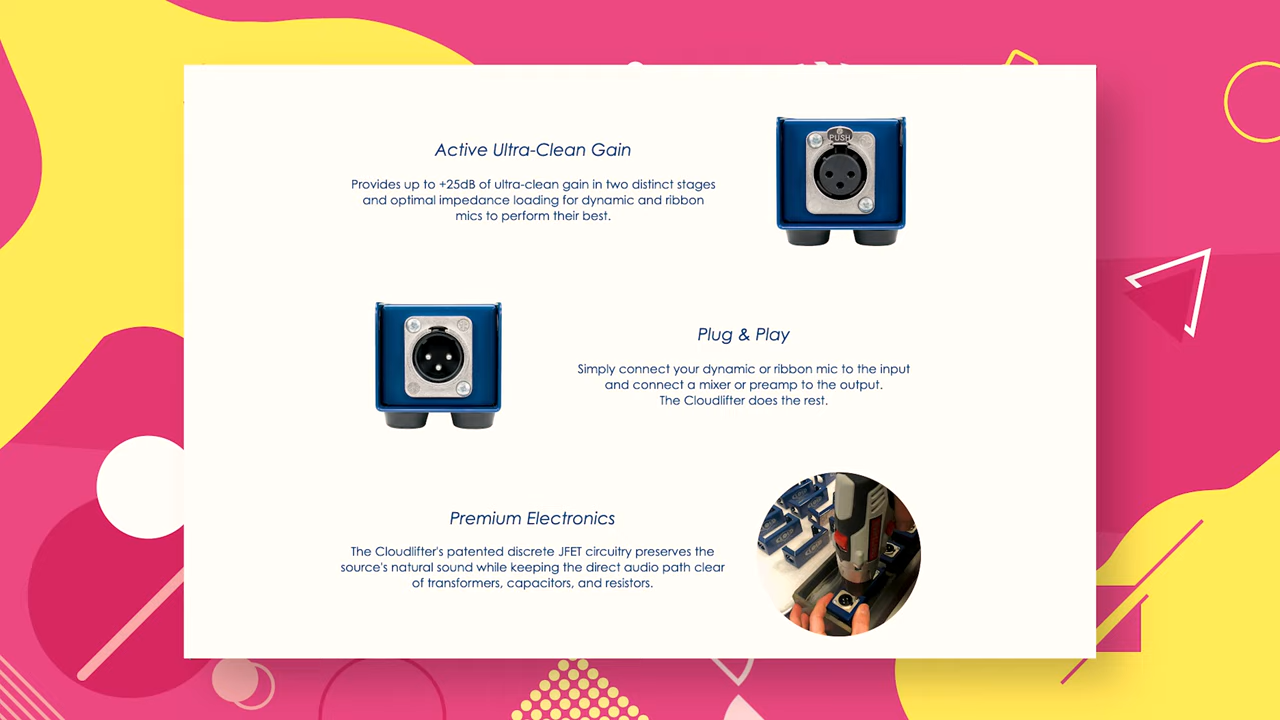 Active Ultra-Clean Gain
Provides up to +25dB of ultra-clean gain in two distinct stages
and optimal impedance loading for dynamic and ribbon
mics to perform their best.
PUSH
Plug & Play
Simply connect your dynamic or ribbon mic to the input
and connect a mixer or preamp to the output.
The Cloudlifter does the rest.
Premium Electronics
The Cloudlifter's patented discrete JFET circuitry preserves the
source's natural sound while keeping the direct audio path clear
of transformers, capacitors, and resistors.